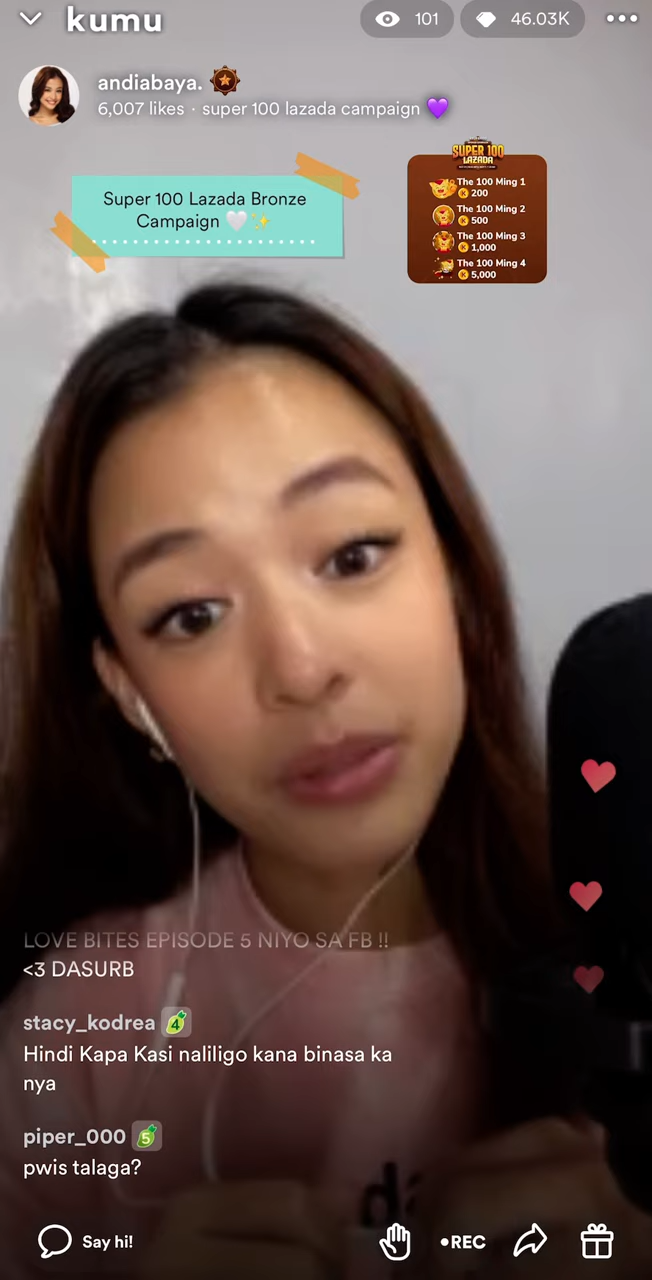 kumu
101
46.03K
andiabaya.
6,007 likes · super 100 lazada campaign 💜
Super 100 Lazada Bronze
Campaign 🤍✨
SUPER 100
LAZADA
The 100 Ming 1
K 200
The 100 Ming 2
K 500
The 100 Ming 3
K 1,000
The 100 Ming 4
K 5,000
LOVE BITES EPISODE 5 NIYO SA FB !!
<3 DASURB
stacy_kodrea 4
Hindi Kapa Kasi naliligo kana binasa ka
nya
piper_000 5
pwis talaga?
da
Say hi!
•REC